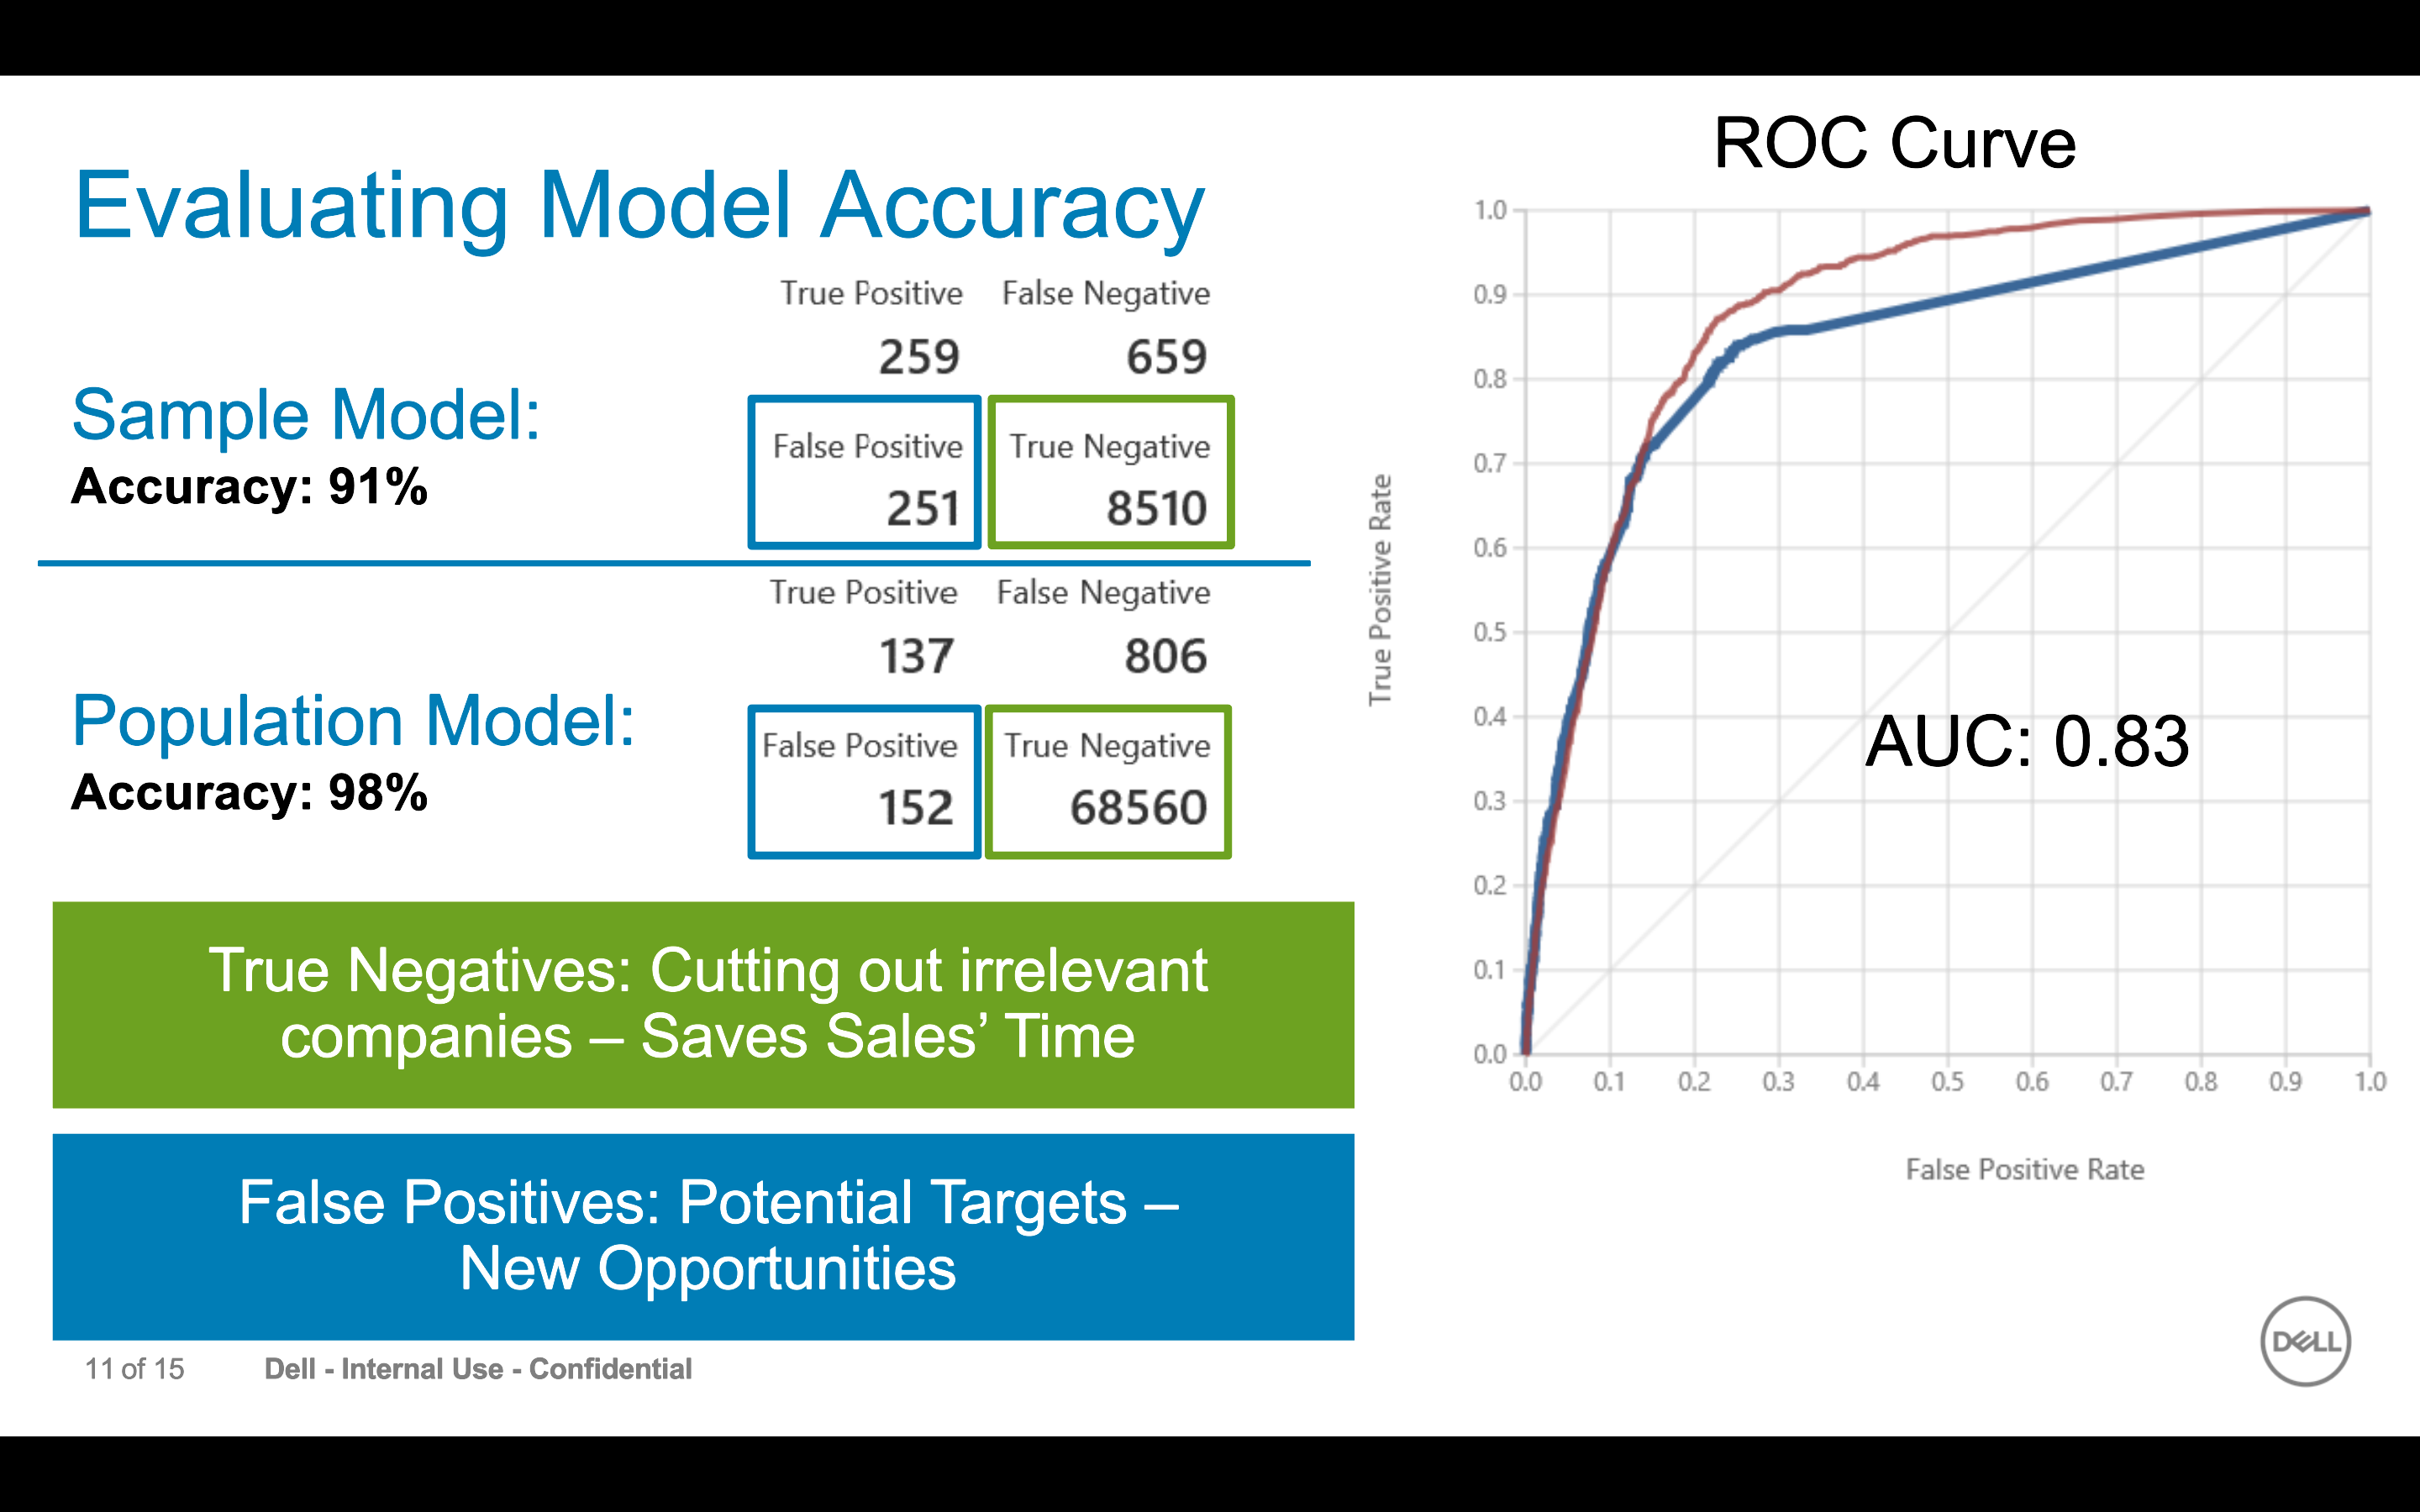 Evaluating Model Accuracy
True Positive False Negative
259 659
Sample Model:
Accuracy: 91%
False Positive True Negative
251 8510
True Positive False Negative
137 806
Population Model:
Accuracy: 98%
False Positive True Negative
152 68560
True Negatives: Cutting out irrelevant
companies – Saves Sales’ Time
False Positives: Potential Targets –
New Opportunities
ROC Curve
True Positive Rate
1.0
0.9
0.8
0.7
0.6
0.5
0.4
0.3
0.2
0.1
0.0
AUC: 0.83
0.0 0.1 0.2 0.3 0.4 0.5 0.6 0.7 0.8 0.9 1.0
False Positive Rate
11 of 15 Dell - Internal Use - Confidential
DELL